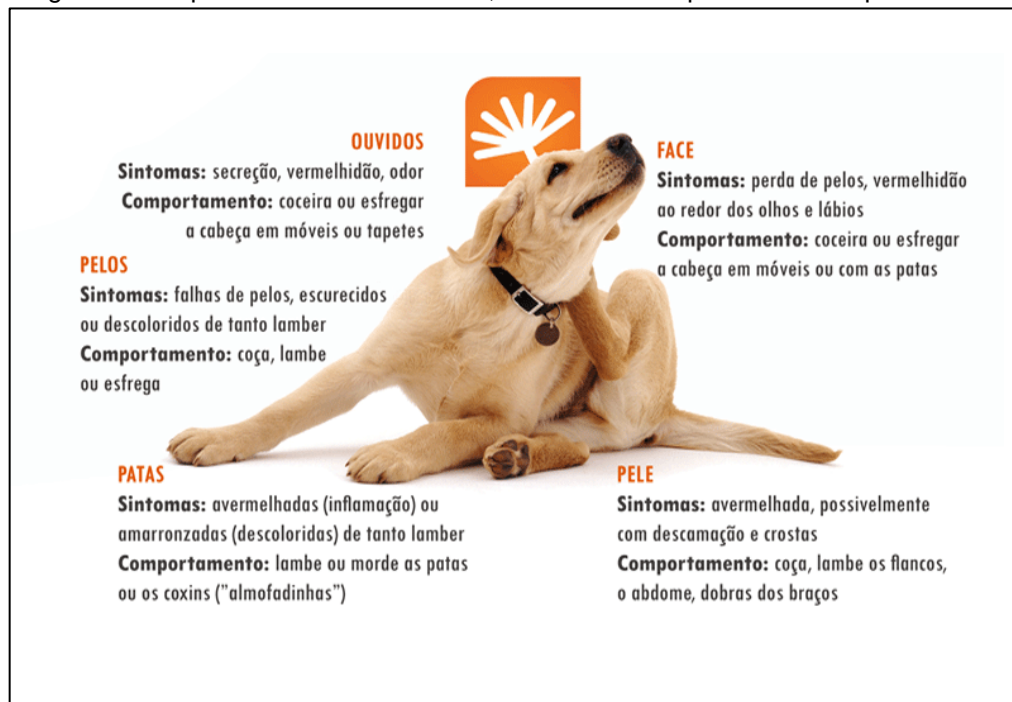 OUVIDOS
Sintomas: secreção, vermelhidão, odor
Comportamento: coceira ou esfregar
a cabeça em móveis ou tapetes
FACE
Sintomas: perda de pelos, vermelhidão
ao redor dos olhos e lábios
Comportamento: coceira ou esfregar
a cabeça em móveis ou com as patas
PELOS
Sintomas: falhas de pelos, escurecidos
ou descoloridos de tanto lamber
Comportamento: coça, lambe
ou esfrega
PATAS
Sintomas: avermelhadas (inflamação) ou
amarronzadas (descoloridas) de tanto lamber
Comportamento: lambe ou morde as patas
ou os coxins ("almofadinhas")
PELE
Sintomas: avermelhada, possivelmente
com descamação e crostas
Comportamento: coça, lambe os flancos,
o abdome, dobras dos braços